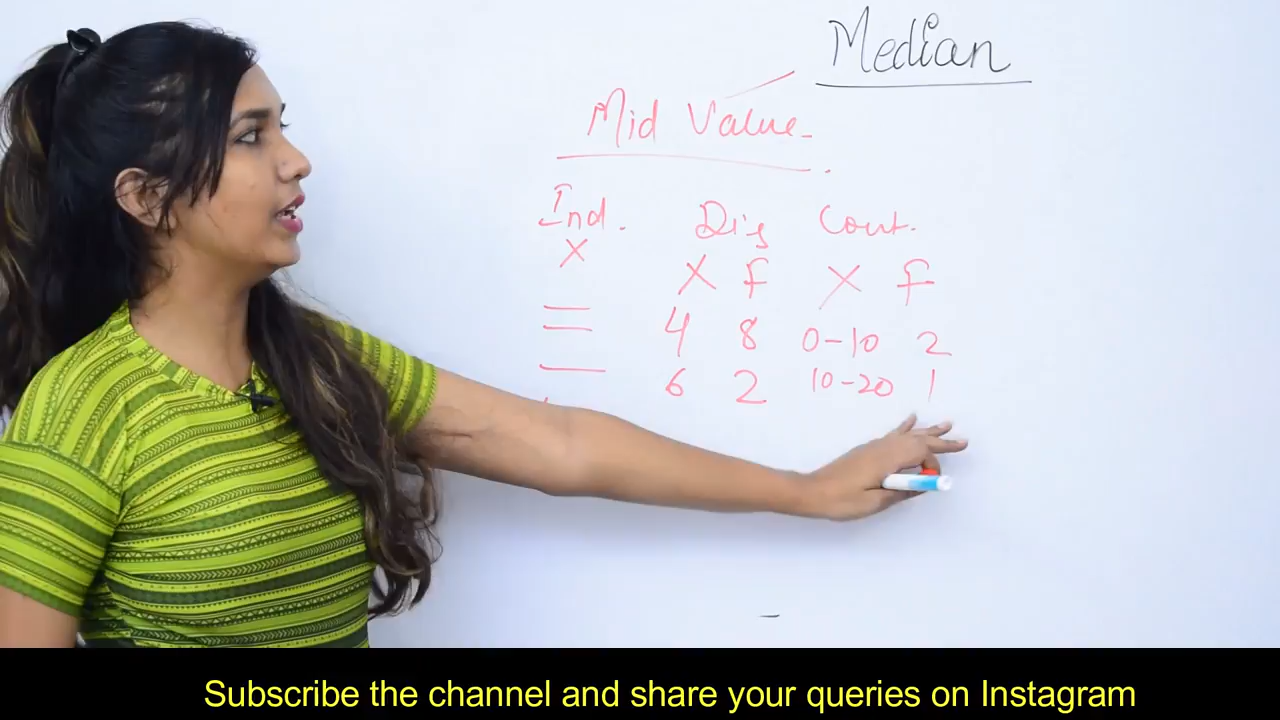 Median
Mid Value
Ind. Dis Cont.
X X f X f
4 8 0-10 2
6 2 10-20 1
Subscribe the channel and share your queries on Instagram